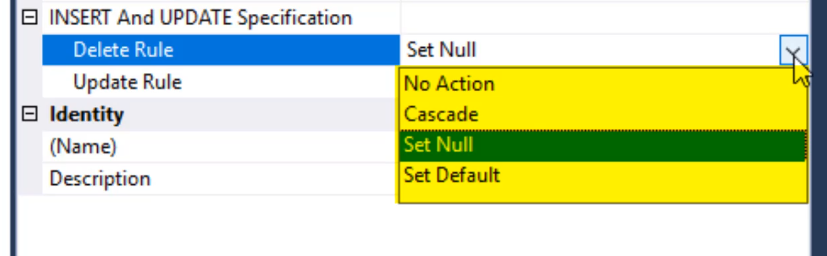 INSERT And UPDATE Specification
Delete Rule Set Null
Update Rule
No Action
Identity
Cascade
(Name)
Set Null
Description
Set Default